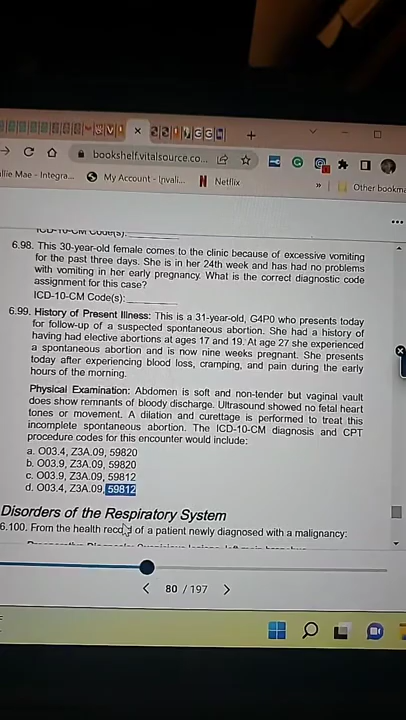 bookshelf.vitalsource.co...
llie Mae - Integra... My Account - Invali... Netflix » Other bookma
ICD-10-CM Code(s):
6.98. This 30-year-old female comes to the clinic because of excessive vomiting
for the past three days. She is in her 24th week and has had no problems
with vomiting in her early pregnancy. What is the correct diagnostic code
assignment for this case?
ICD-10-CM Code(s):
6.99. History of Present Illness: This is a 31-year-old, G4P0 who presents today
for follow-up of a suspected spontaneous abortion. She had a history of
having had elective abortions at ages 17 and 19. At age 27 she experienced
a spontaneous abortion and is now nine weeks pregnant. She presents
today after experiencing blood loss, cramping, and pain during the early
hours of the morning.
Physical Examination: Abdomen is soft and non-tender but vaginal vault
does show remnants of bloody discharge. Ultrasound showed no fetal heart
tones or movement. A dilation and curettage is performed to treat this
incomplete spontaneous abortion. The ICD-10-CM diagnosis and CPT
procedure codes for this encounter would include:
a. O03.4, Z3A.09, 59820
b. O03.9, Z3A.09, 59820
c. O03.9, Z3A.09, 59812
d. O03.4, Z3A.09, 59812
Disorders of the Respiratory System
6.100. From the health record of a patient newly diagnosed with a malignancy:
80 / 197